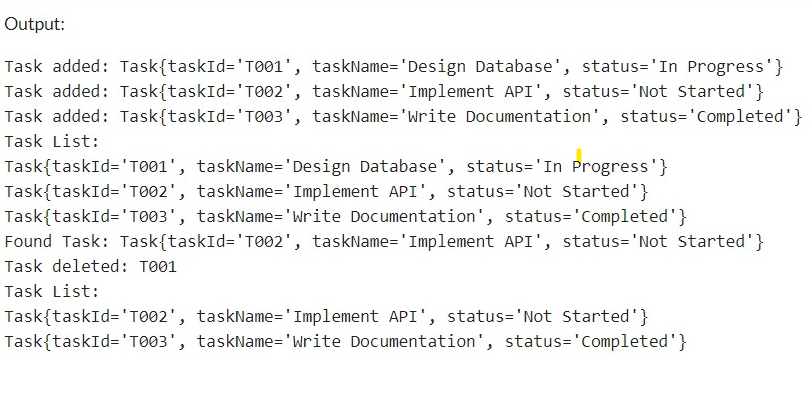 Output:
Task added: Task{taskId='T001', taskName='Design Database', status='In Progress'}
Task added: Task{taskId='T002', taskName='Implement API', status='Not Started'}
Task added: Task{taskId='T003', taskName='Write Documentation', status='Completed'}
Task List:
Task{taskId='T001', taskName='Design Database', status='In Progress'}
Task{taskId='T002', taskName='Implement API', status='Not Started'}
Task{taskId='T003', taskName='Write Documentation', status='Completed'}
Found Task: Task{taskId='T002', taskName='Implement API', status='Not Started'}
Task deleted: T001
Task List:
Task{taskId='T002', taskName='Implement API', status='Not Started'}
Task{taskId='T003', taskName='Write Documentation', status='Completed'}